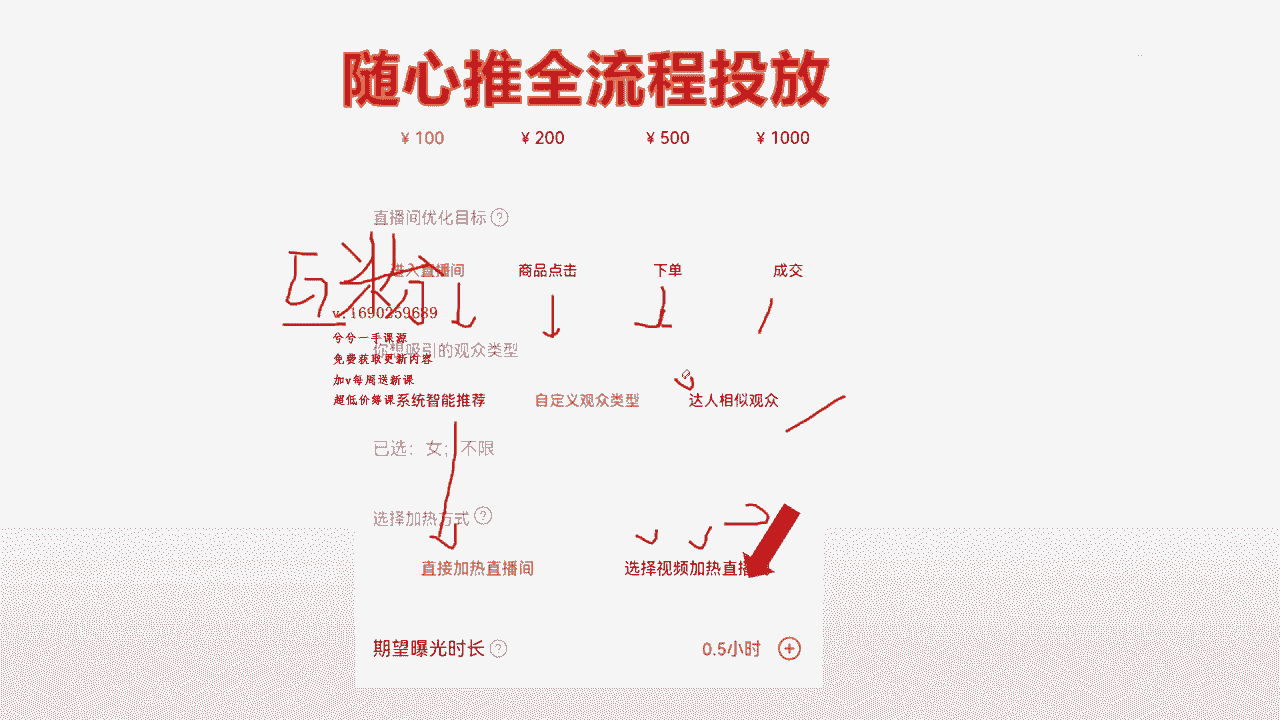 随心推全流程投放
¥ 100 ¥ 200 ¥ 500 ¥ 1000
直播间优化目标 ?
进入直播间 商品点击 下单 成交
v:1690259689
兮兮一手课源
你想吸引的观众类型
免费获取更新内容
加v每周送新课
超低价筹课
系统智能推荐 自定义观众类型 达人相似观众
已选：女；不限
选择加热方式 ?
直接加热直播间 选择视频加热直播
期望曝光时长 ? 0.5小时 +